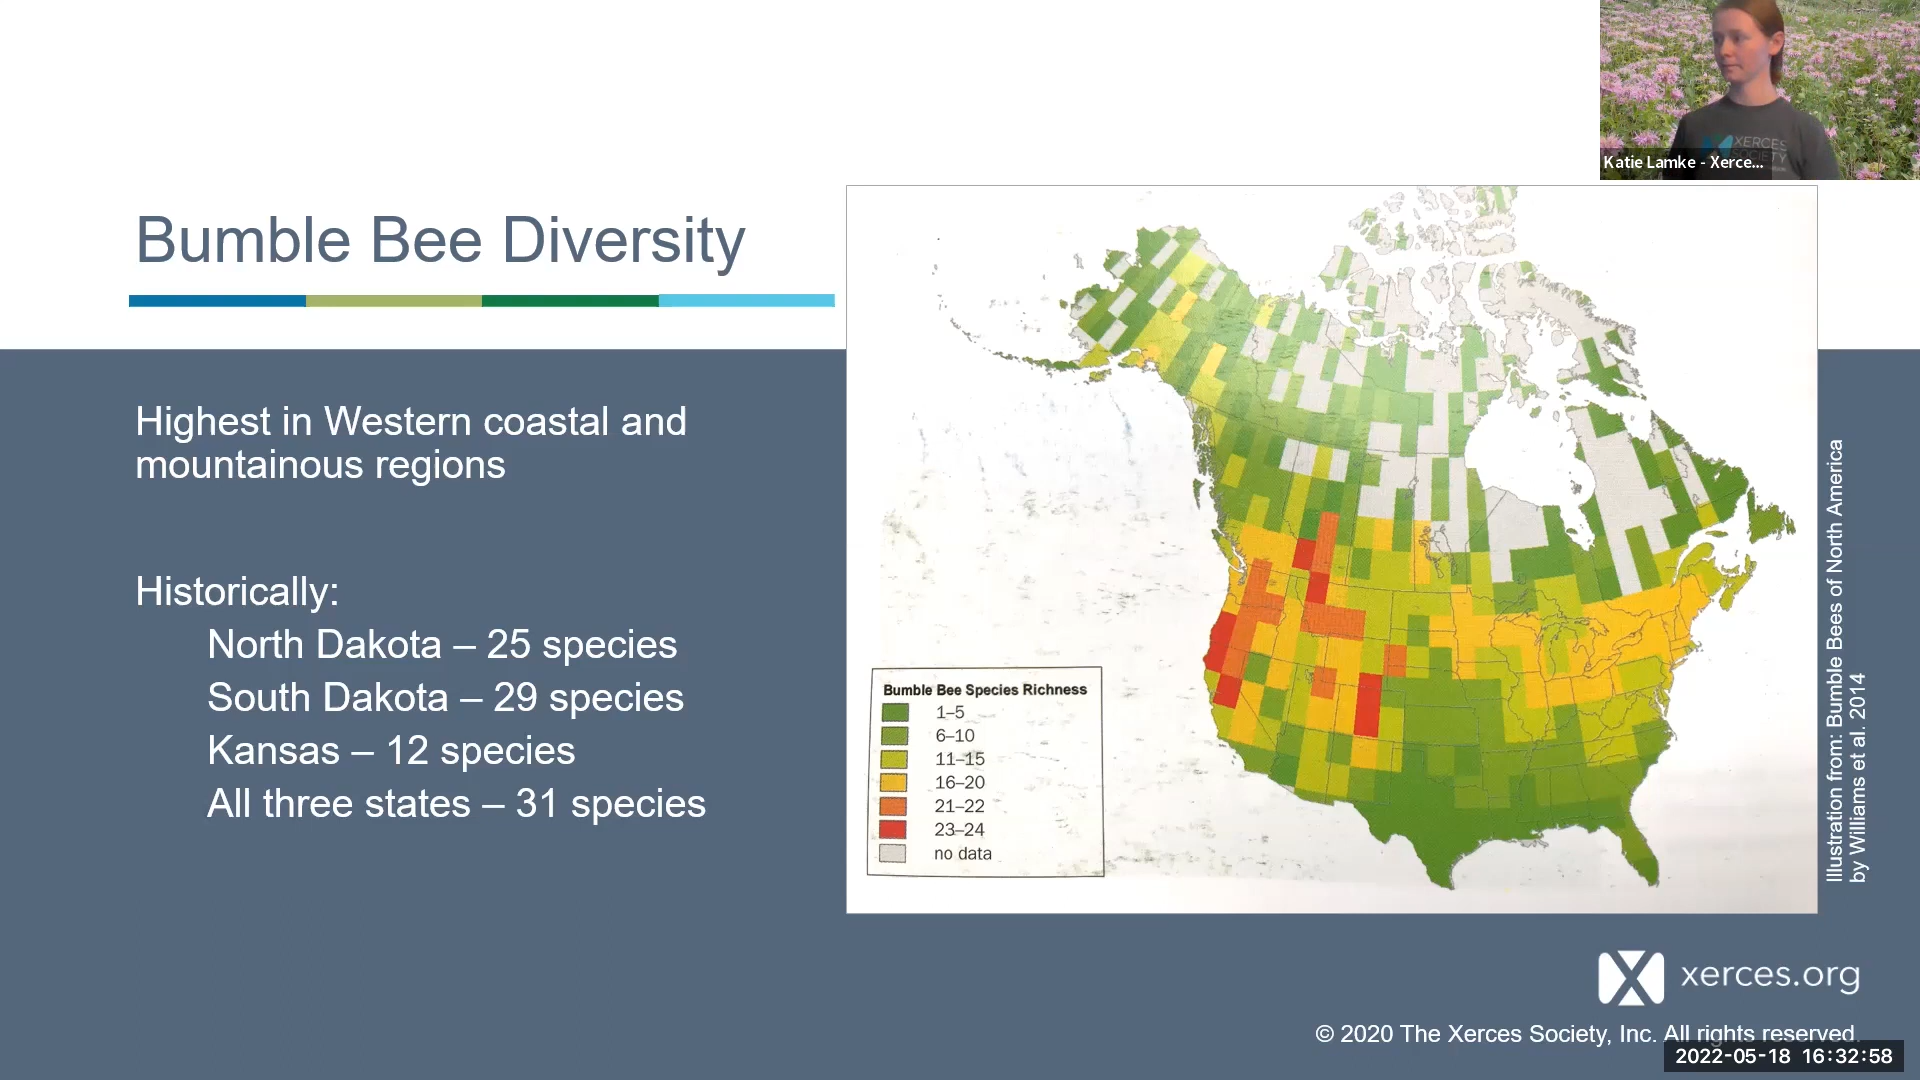 Katie Lamke - Xerce...
XERCES
SOCIETY
Bumble Bee Diversity
Highest in Western coastal and
mountainous regions
Historically:
North Dakota – 25 species
South Dakota – 29 species
Kansas – 12 species
All three states – 31 species
Bumble Bee Species Richness
1–5
6–10
11–15
16–20
21–22
23–24
no data
Illustration from: Bumble Bees of North America
by Williams et al. 2014
xerces.org
© 2020 The Xerces Society, Inc. All rights reserved.
2022-05-18 16:32:58